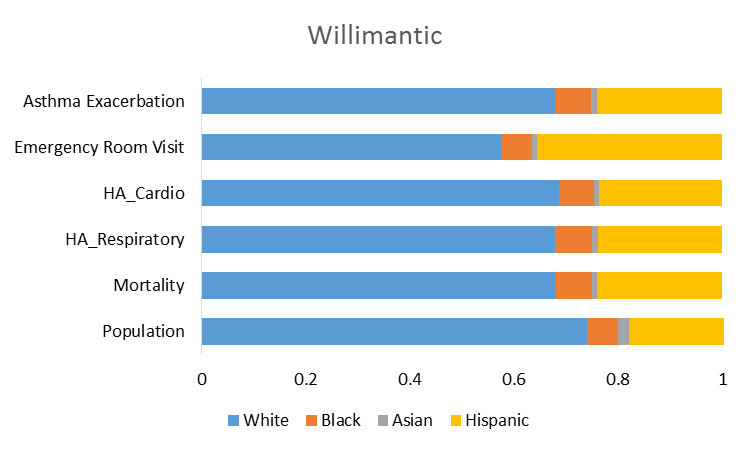 Willimantic
Asthma Exacerbation
Emergency Room Visit
HA_Cardio
HA_Respiratory
Mortality
Population
0 0.2 0.4 0.6 0.8 1
White Black Asian Hispanic